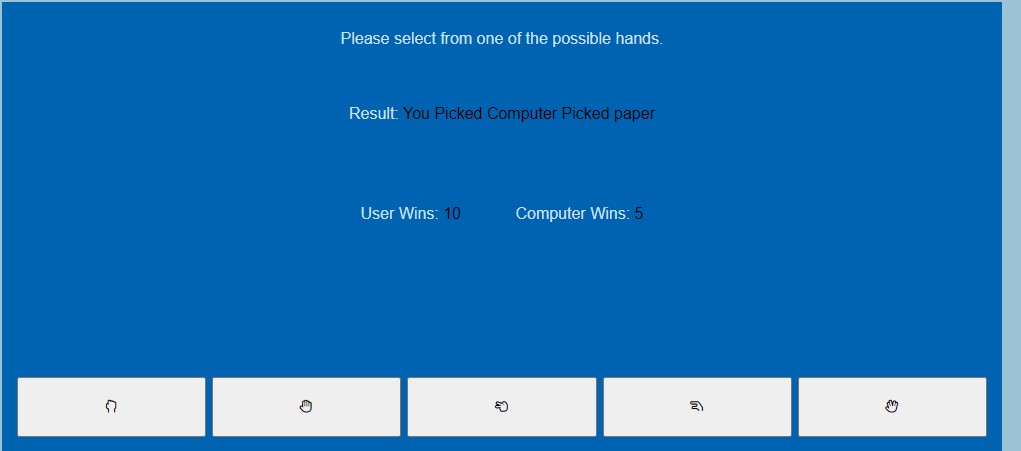 Please select from one of the possible hands.
Result: You Picked Computer Picked paper
User Wins: 10 Computer Wins: 5